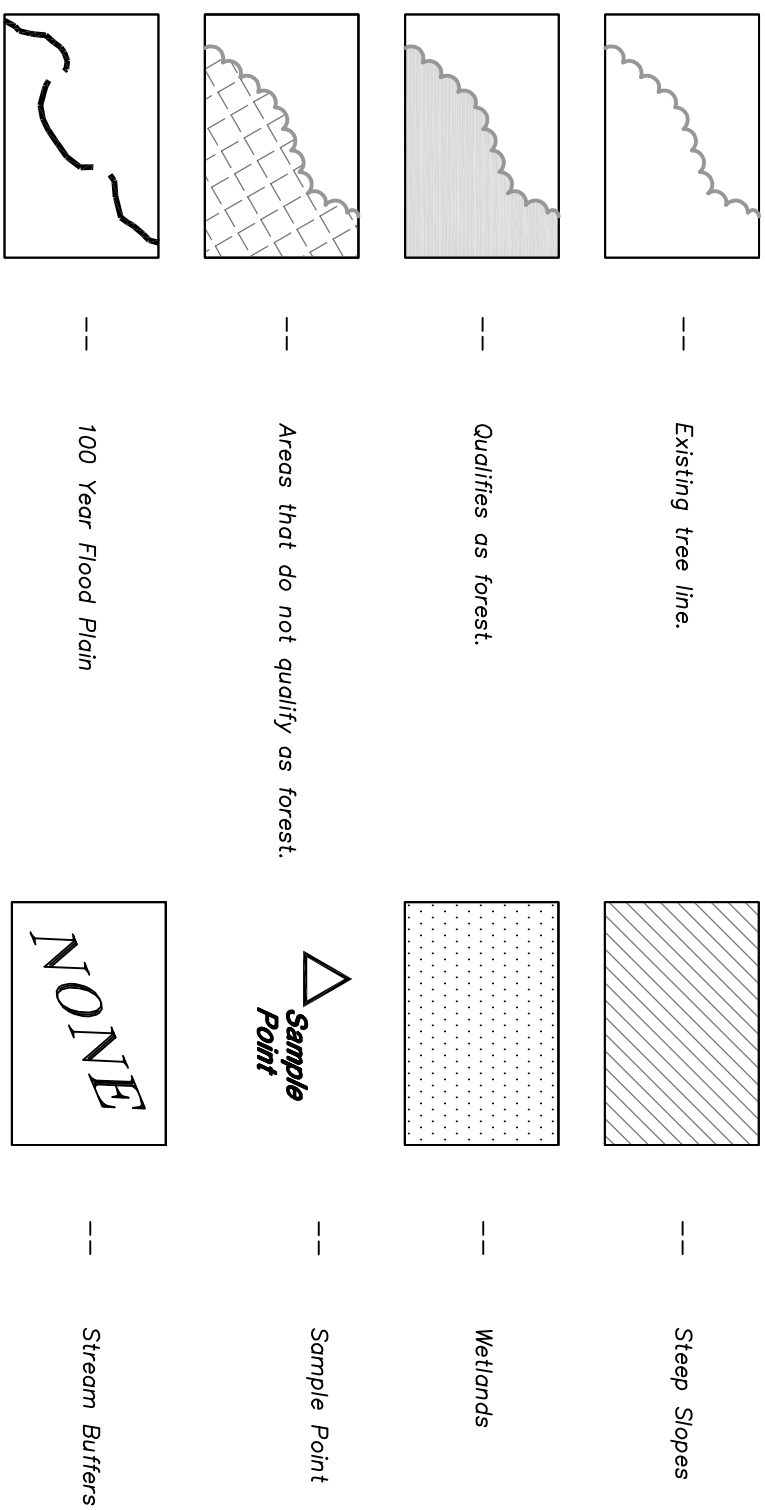 -- Existing tree line.
-- Qualifies as forest.
-- Areas that do not qualify as forest.
-- 100 Year Flood Plain
-- Steep Slopes
-- Wetlands
Sample
Point
-- Sample Point
NONE
-- Stream Buffers